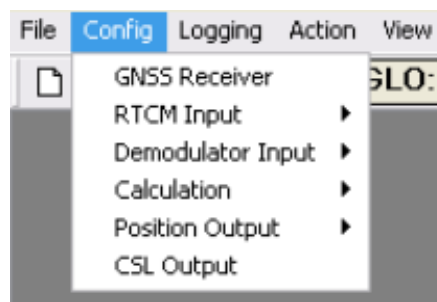 File Config Logging Action View
GLO:
GNSS Receiver
RTCM Input
Demodulator Input
Calculation
Position Output
CSL Output